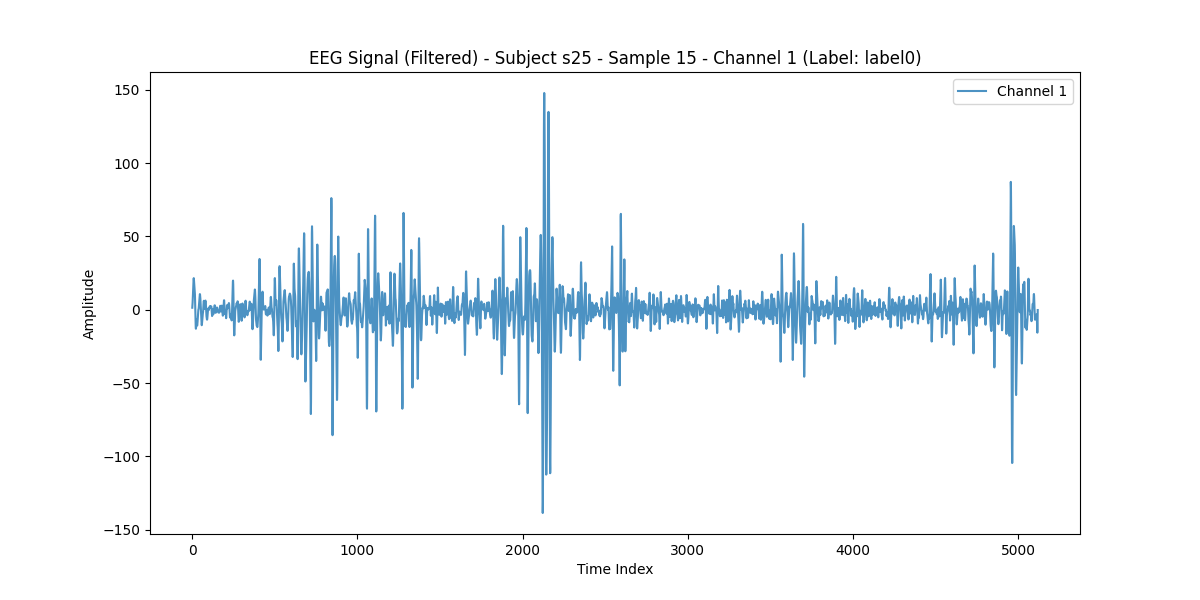 EEG Signal (Filtered) - Subject s25 - Sample 15 - Channel 1 (Label: label0)
Channel 1
150
100
50
0
−50
−100
−150
Amplitude
0 1000 2000 3000 4000 5000
Time Index